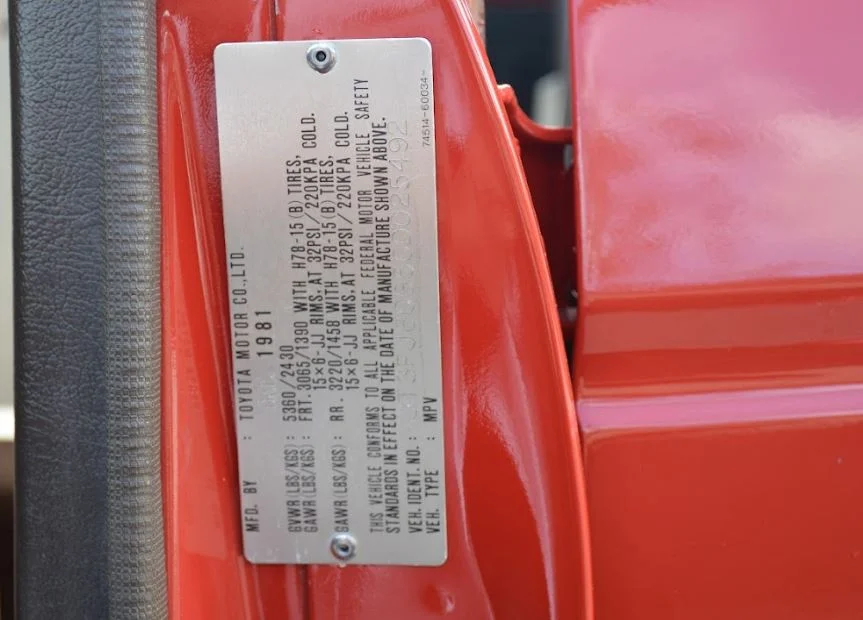 MFD. BY : TOYOTA MOTOR CO.,LTD.
1981
GVWR(LBS/KGS) : 5360/2430
GAWR(LBS/KGS) : FRT. 3065/1390 WITH H78-15(B) TIRES,
15×6-JJ RIMS, AT 32PSI/220KPA COLD.
GAWR(LBS/KGS) : RR. 3220/1458 WITH H78-15(B) TIRES,
15×6-JJ RIMS, AT 32PSI/220KPA COLD.
THIS VEHICLE CONFORMS TO ALL APPLICABLE FEDERAL MOTOR VEHICLE SAFETY
STANDARDS IN EFFECT ON THE DATE OF MANUFACTURE SHOWN ABOVE.
VEH. IDENT. NO. :
VEH. TYPE : MPV
74514-60034-